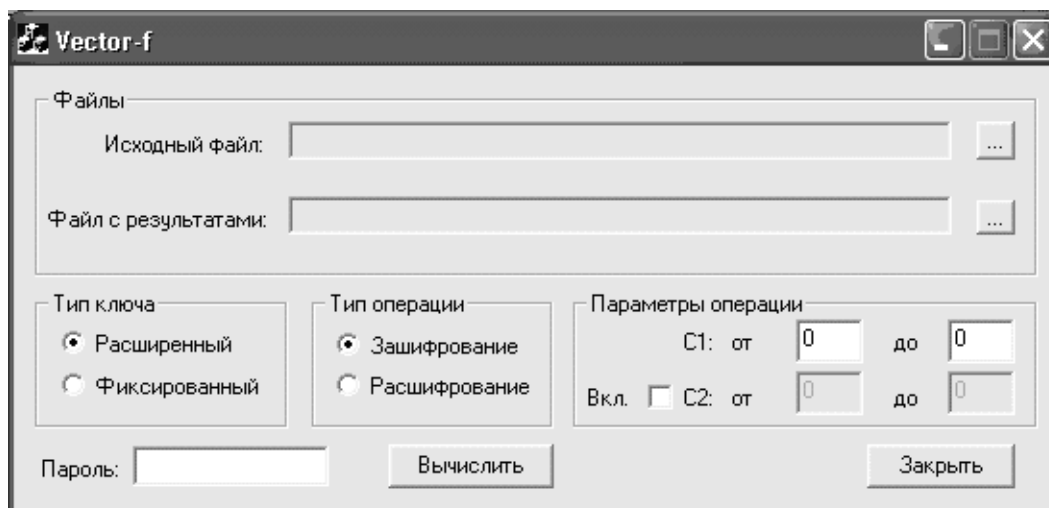 Vector-f
Файлы
Исходный файл: ...
Файл с результатами: ...
Тип ключа
Расширенный
Фиксированный
Тип операции
Зашифрование
Расшифрование
Параметры операции
С1: от 0 до 0
Вкл. С2: от 0 до 0
Пароль: Вычислить Закрыть